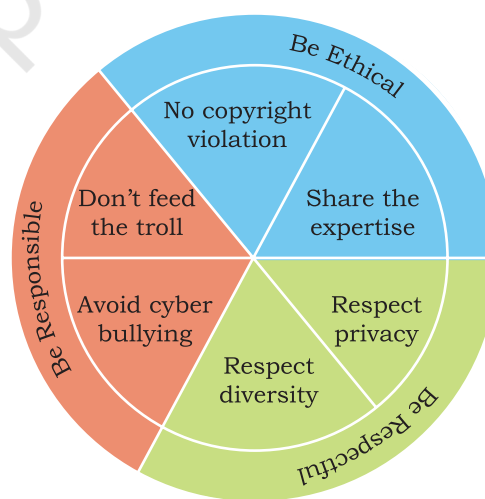 Be Ethical
No copyright
violation
Share the
expertise
Be Responsible
Don't feed
the troll
Avoid cyber
bullying
Respect
privacy
Respect
diversity
Be Respectful